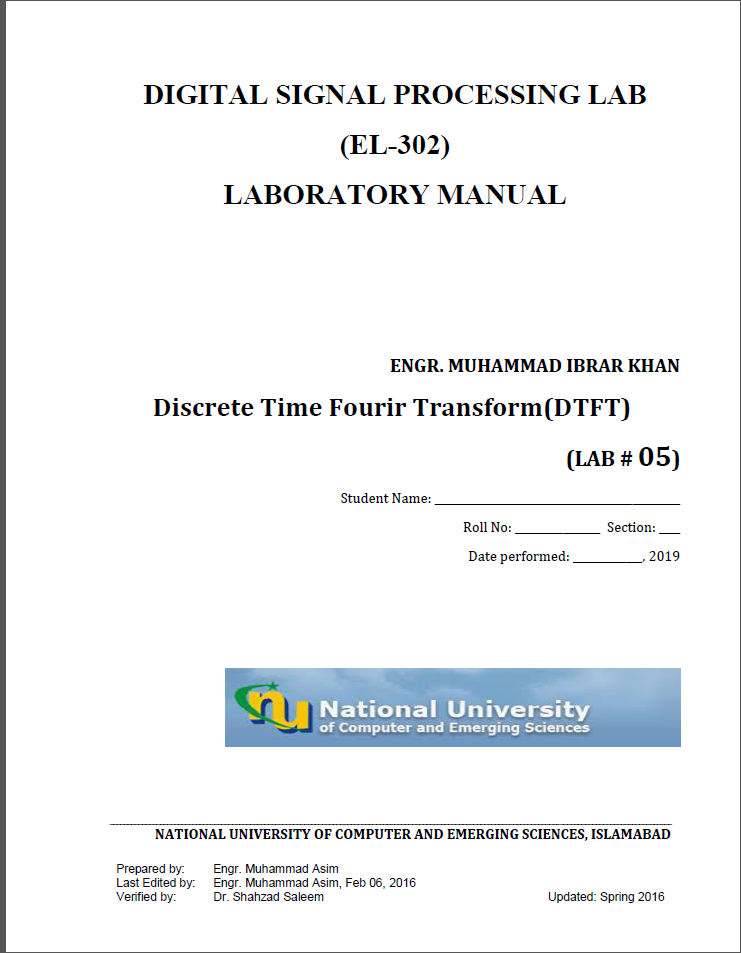 DIGITAL SIGNAL PROCESSING LAB
(EL-302)
LABORATORY MANUAL
ENGR. MUHAMMAD IBRAR KHAN
Discrete Time Fourir Transform(DTFT)
(LAB # 05)
Student Name: ____________________________________
Roll No: ____________ Section: ___
Date performed: __________, 2019
nu National University
of Computer and Emerging Sciences
NATIONAL UNIVERSITY OF COMPUTER AND EMERGING SCIENCES, ISLAMABAD
Prepared by: Engr. Muhammad Asim
Last Edited by: Engr. Muhammad Asim, Feb 06, 2016
Verified by: Dr. Shahzad Saleem Updated: Spring 2016